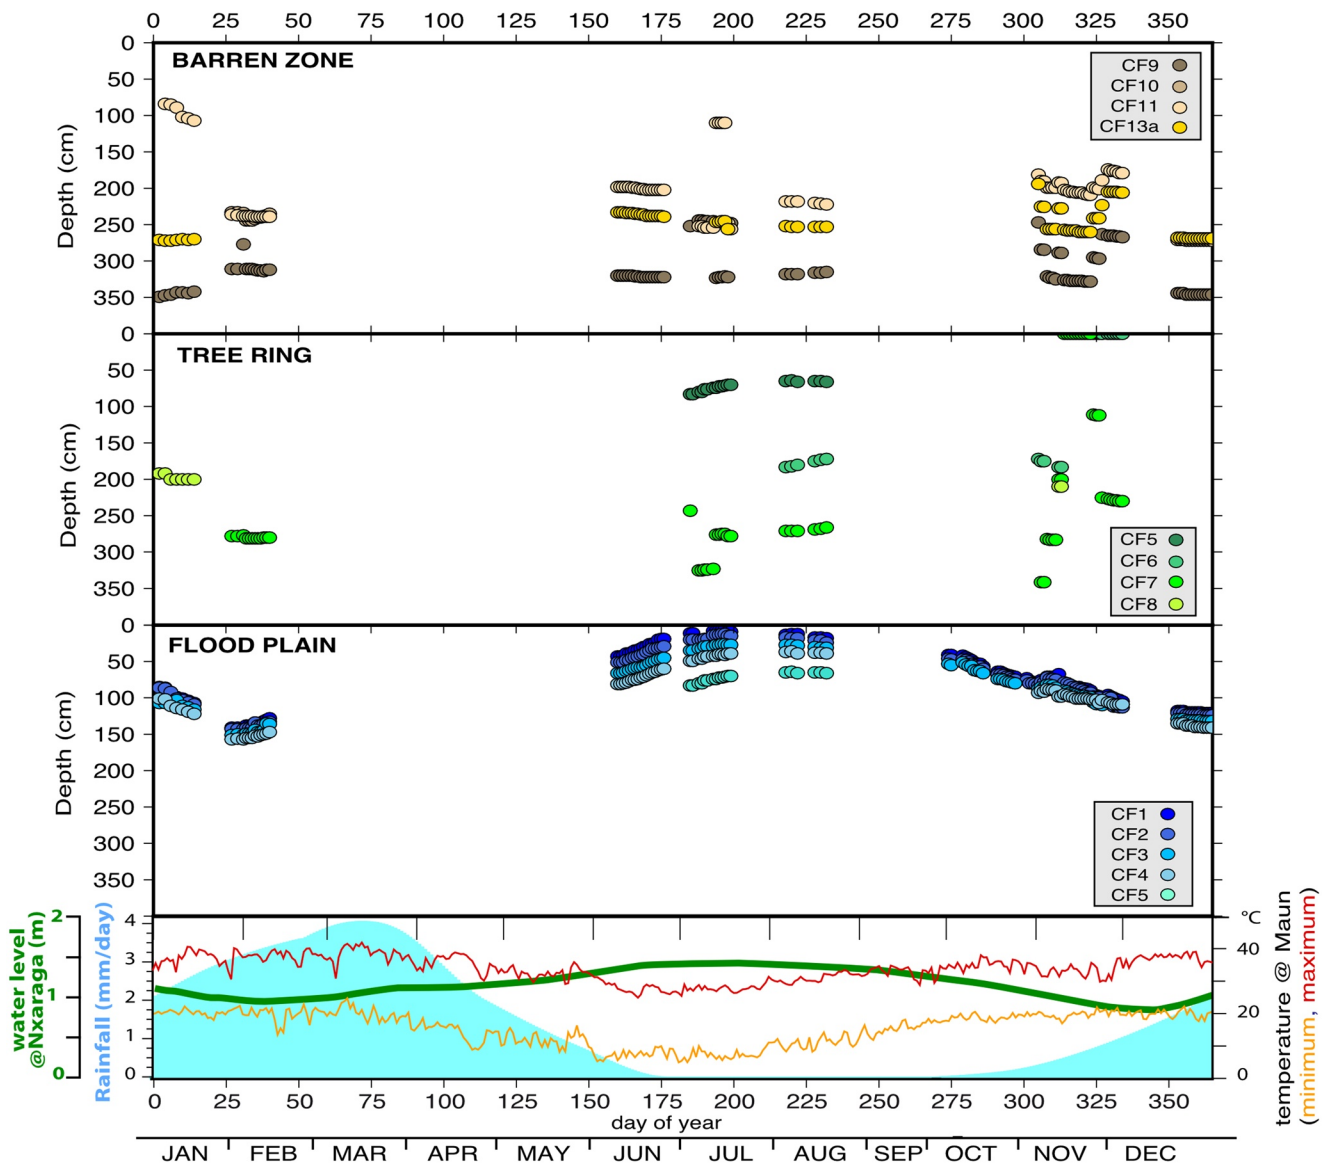 0 25 50 75 100 125 150 175 200 225 250 275 300 325 350
BARREN ZONE
0
50
100
150
200
250
300
350
Depth (cm)
CF9
CF10
CF11
CF13a
TREE RING
0
50
100
150
200
250
300
350
Depth (cm)
CF5
CF6
CF7
CF8
FLOOD PLAIN
0
50
100
150
200
250
300
350
Depth (cm)
CF1
CF2
CF3
CF4
CF5
water level
@Nxaraga (m)
2
1
0
Rainfall (mm/day)
4
3
2
1
0
°C
40
20
0
temperature @ Maun
(minimum, maximum)
0 25 50 75 100 125 150 175 200 225 250 275 300 325 350
day of year
JAN FEB MAR APR MAY JUN JUL AUG SEP OCT NOV DEC